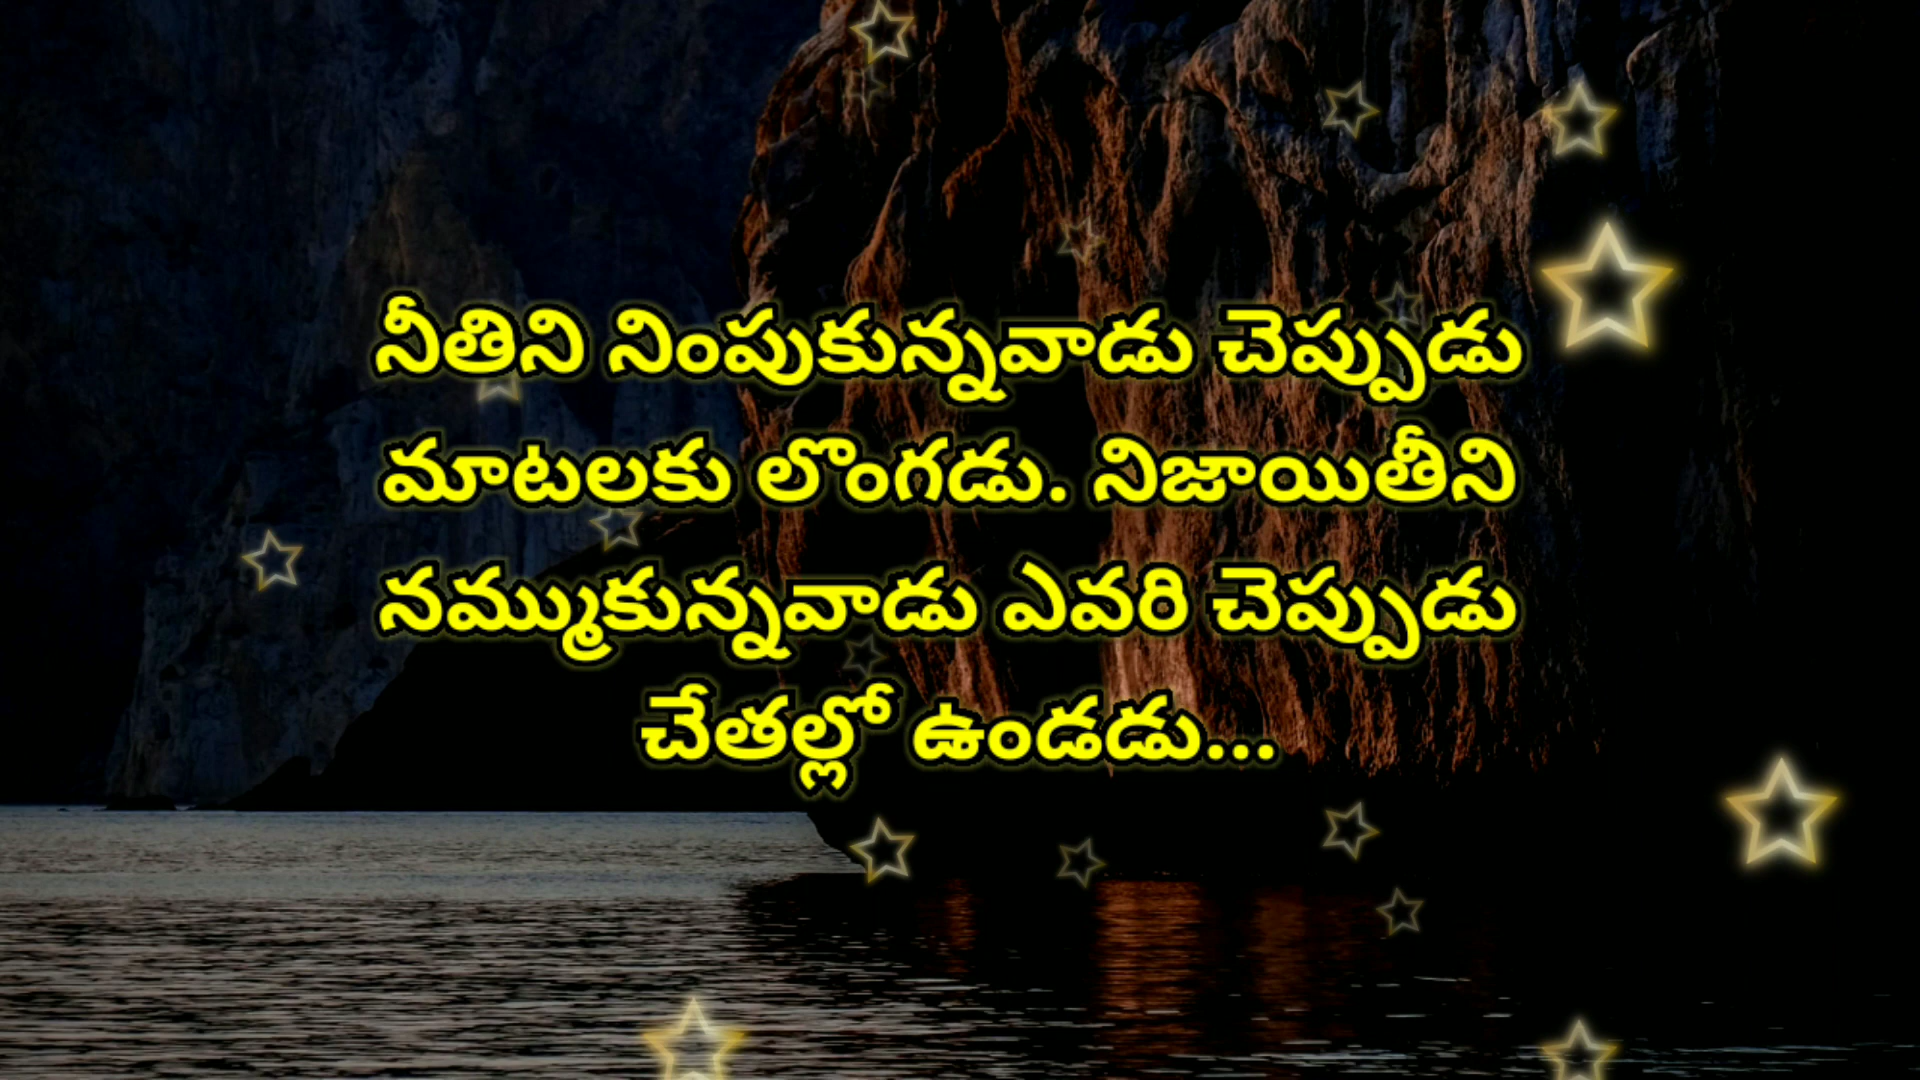 నీతిని నింపుకున్నవాడు చెప్పుడు
మాటలకు లొంగడు. నిజాయితీని
నమ్ముకున్నవాడు ఎవరి చెప్పుడు
చేతల్లో ఉండడు...